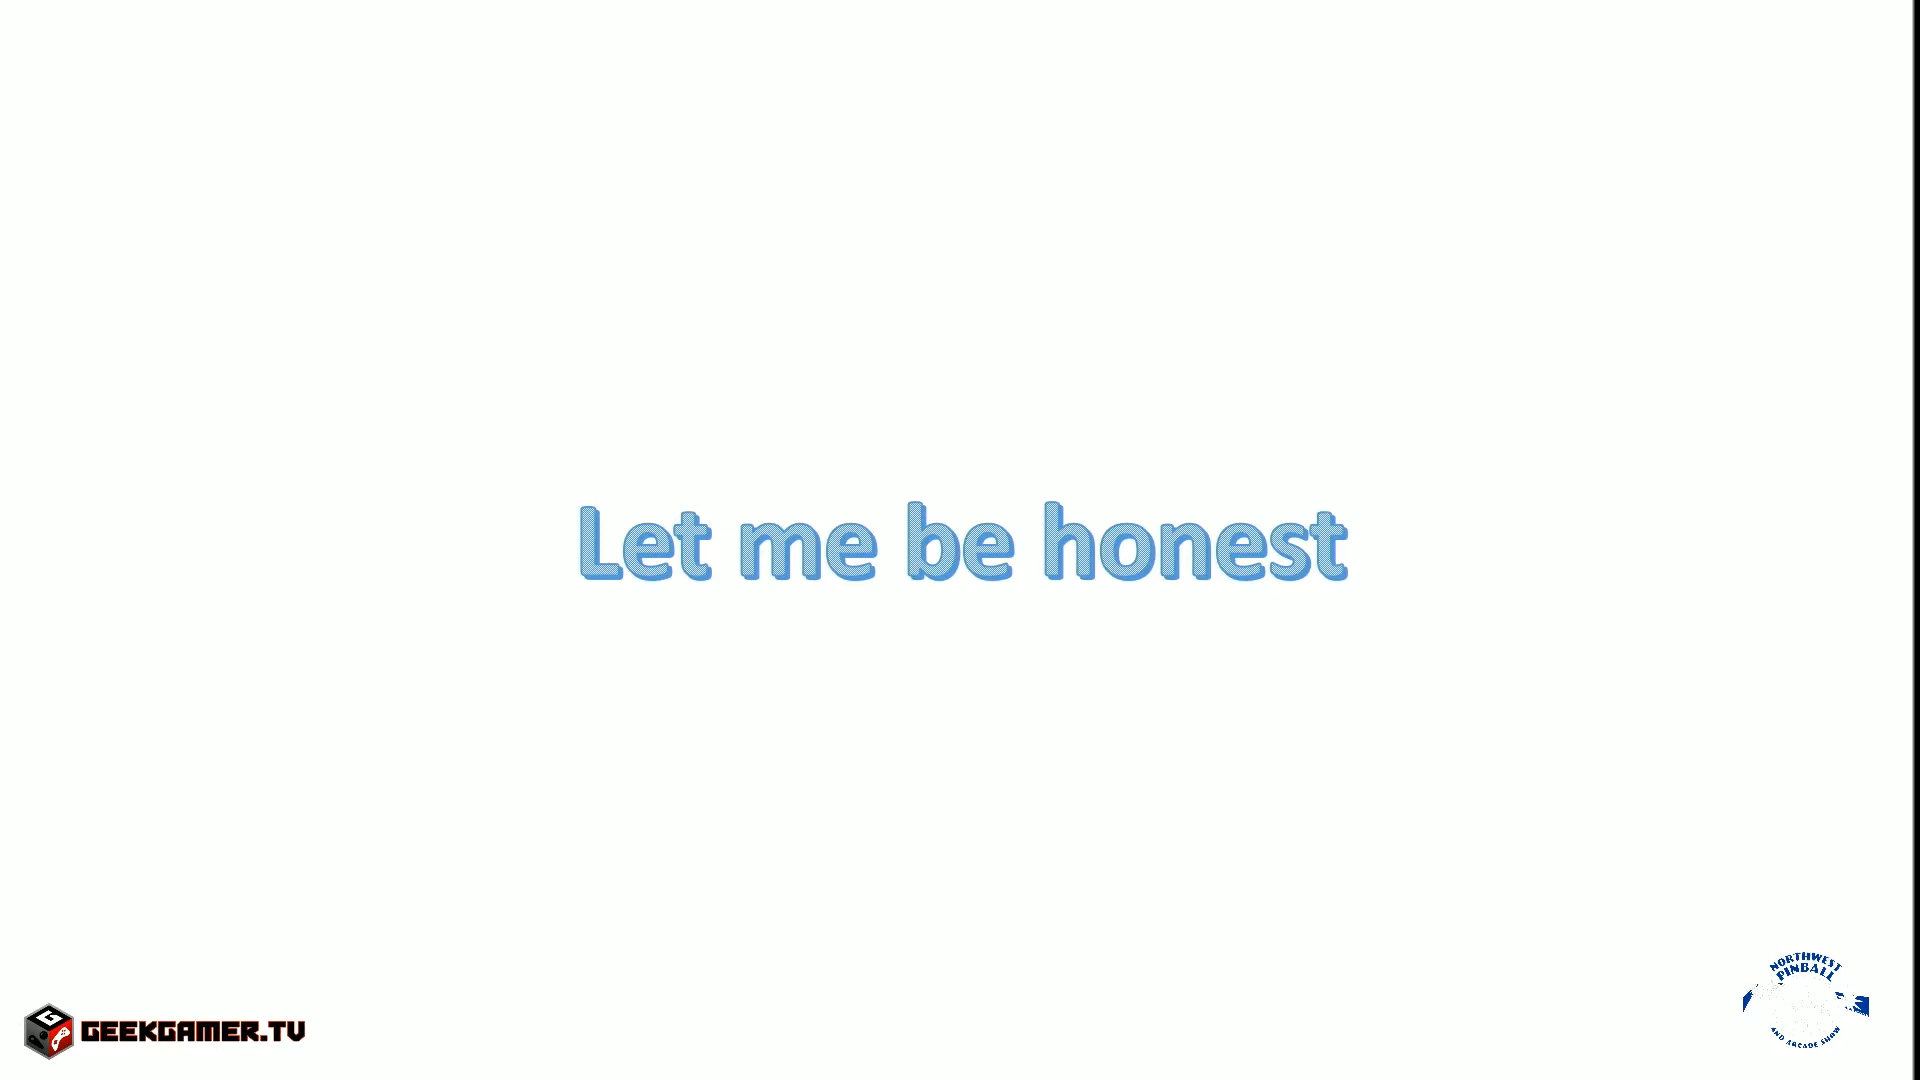 Let me be honest
GEEKGAMER.TV
NORTHWEST
PINBALL
AND ARCADE SHOW